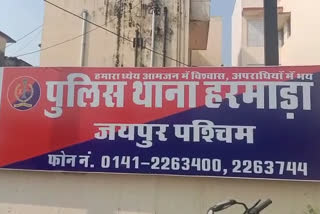 हमारा ध्येय आमजन में विश्वास, अपराधियों में भय
पुलिस थाना हरमाड़ा
जयपुर पश्चिम
फोन नं. 0141-2263400, 2263744